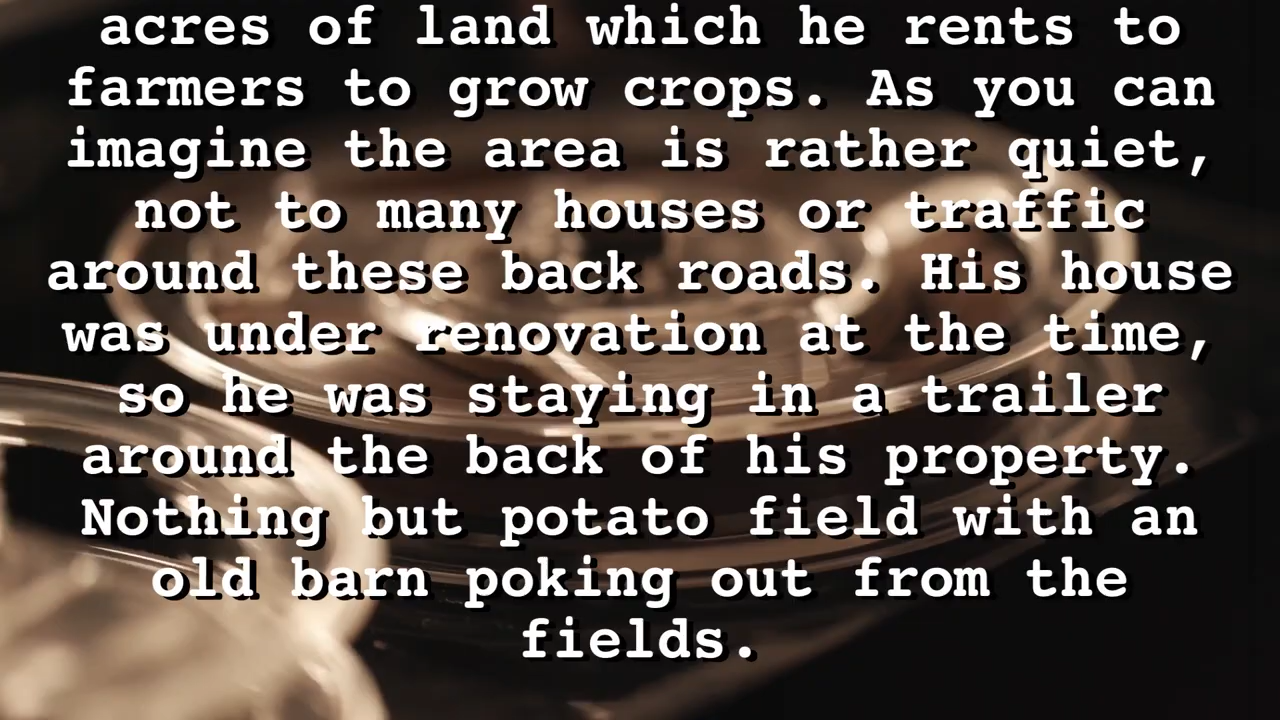 acres of land which he rents to
farmers to grow crops. As you can
imagine the area is rather quiet,
not to many houses or traffic
around these back roads. His house
was under renovation at the time,
so he was staying in a trailer
around the back of his property.
Nothing but potato field with an
old barn poking out from the
fields.